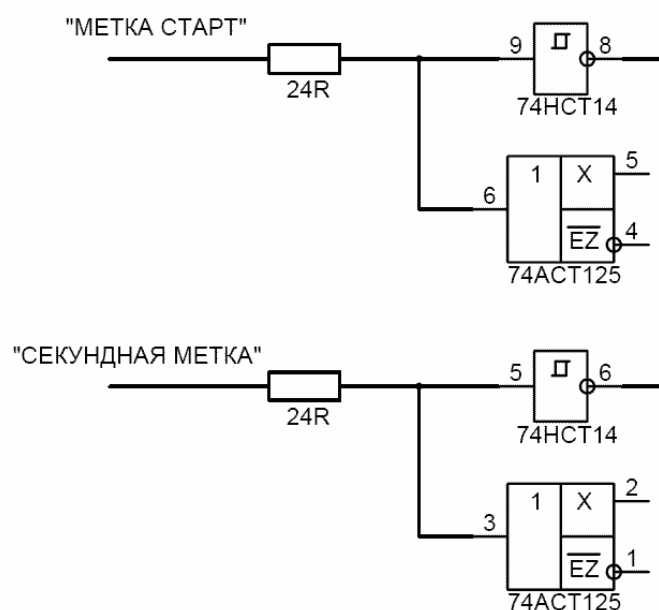 "МЕТКА СТАРТ"
24R
9
8
74HCT14
6
1
X
5
EZ
4
74ACT125
"СЕКУНДНАЯ МЕТКА"
24R
5
6
74HCT14
3
1
X
2
EZ
1
74ACT125